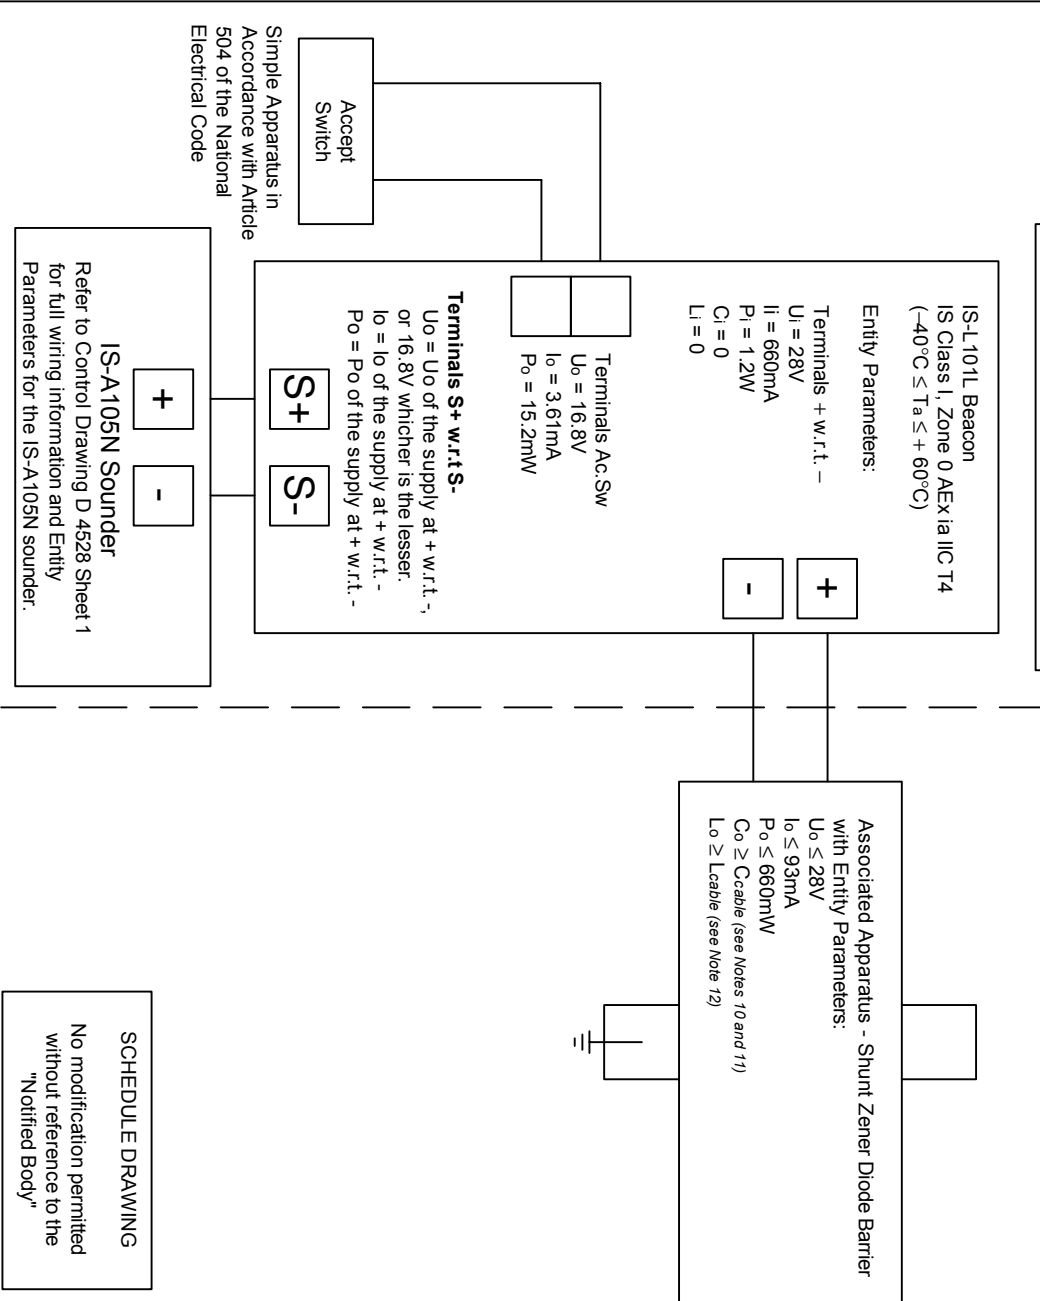 IS-L101L Beacon
IS Class I, Zone 0 AEx ia IIC T4
(–40°C ≤ Ta ≤ + 60°C)
Entity Parameters:
Terminals + w.r.t. –
Ui = 28V
Ii = 660mA
Pi = 1.2W
Ci = 0
Li = 0
+
-
Associated Apparatus - Shunt Zener Diode Barrier
with Entity Parameters:
Uo ≤ 28V
Io ≤ 93mA
Po ≤ 660mW
Co ≥ Ccable (see Notes 10 and 11)
Lo ≥ Lcable (see Note 12)
Terminals Ac.Sw
Uo = 16.8V
Io = 3.61mA
Po = 15.2mW
Accept
Switch
Simple Apparatus in
Accordance with Article
504 of the National
Electrical Code
Terminals S+ w.r.t S-
Uo = Uo of the supply at + w.r.t. -,
or 16.8V whicher is the lesser.
Io = Io of the supply at + w.r.t. -
Po = Po of the supply at + w.r.t. -
S+
S-
+
-
IS-A105N Sounder
Refer to Control Drawing D 4528 Sheet 1
for full wiring information and Entity
Parameters for the IS-A105N sounder.
SCHEDULE DRAWING
No modification permitted
without reference to the
"Notified Body"